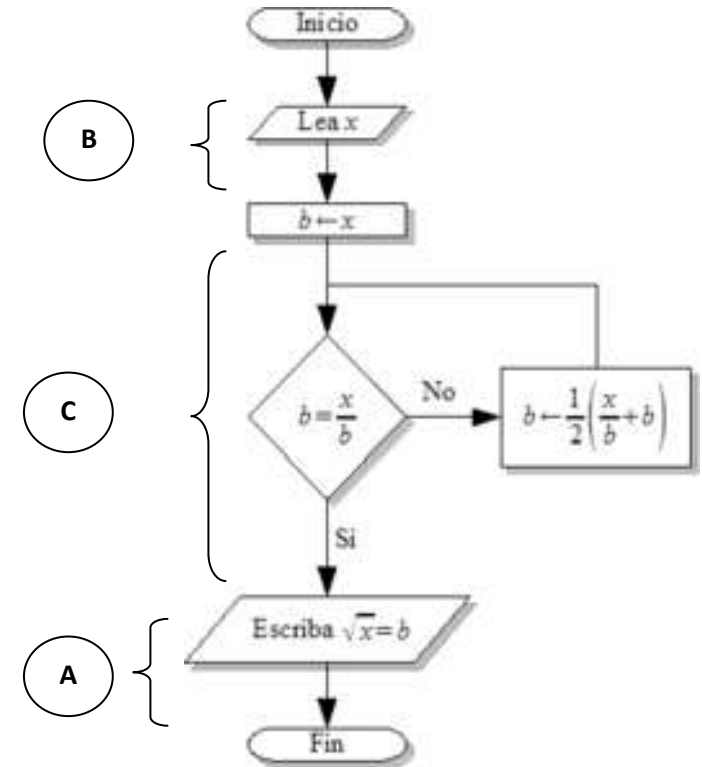 Inicio
B
Lea x
b ← x
C
b = x/b
No
b ← 1/2 (x/b + b)
Si
Escriba √x = b
A
Fin